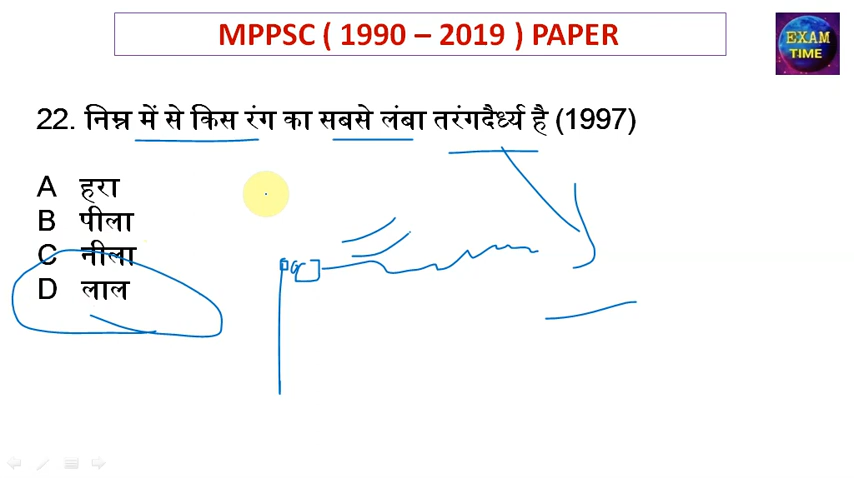 MPPSC ( 1990 – 2019 ) PAPER
EXAM
TIME
22. निम्न में से किस रंग का सबसे लंबा तरंगदैर्ध्य है (1997)
A हरा
B पीला
C नीला
D लाल